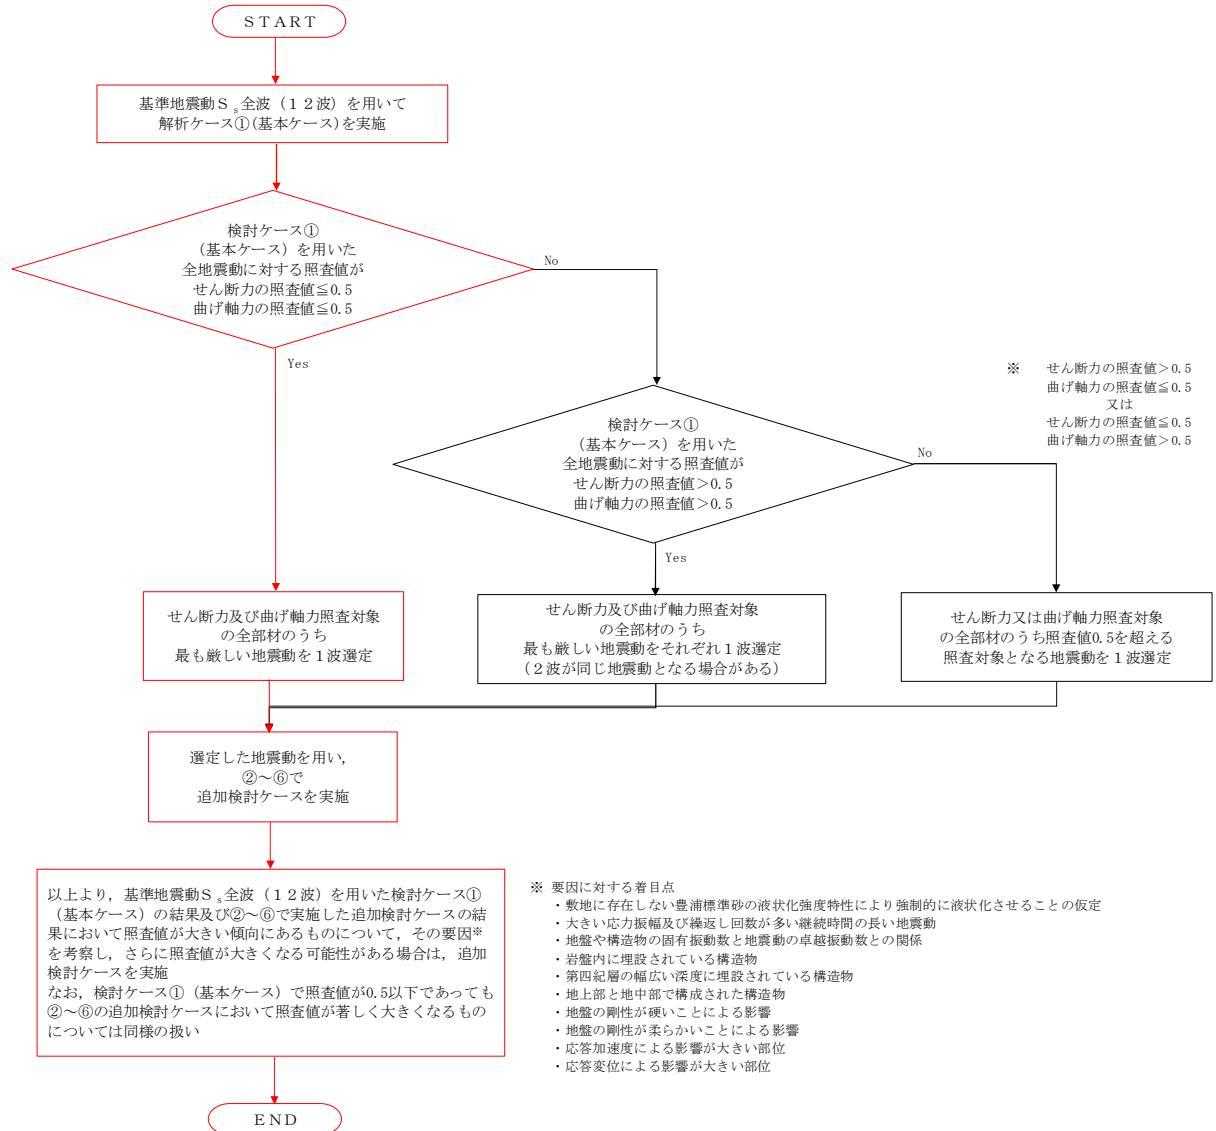 ＳＴＡＲＴ
基準地震動Ｓｓ全波（１２波）を用いて
解析ケース①(基本ケース)を実施
検討ケース①
（基本ケース）を用いた
全地震動に対する照査値が
せん断力の照査値≦0.5
曲げ軸力の照査値≦0.5
No
Yes
※　せん断力の照査値＞0.5
曲げ軸力の照査値≦0.5
又は
せん断力の照査値≦0.5
曲げ軸力の照査値＞0.5
検討ケース①
（基本ケース）を用いた
全地震動に対する照査値が
せん断力の照査値＞0.5
曲げ軸力の照査値＞0.5
No
Yes
せん断力及び曲げ軸力照査対象
の全部材のうち
最も厳しい地震動を１波選定
せん断力及び曲げ軸力照査対象
の全部材のうち
最も厳しい地震動をそれぞれ１波選定
（２波が同じ地震動となる場合がある）
せん断力又は曲げ軸力照査対象
の全部材のうち照査値0.5を超える
照査対象となる地震動を１波選定
選定した地震動を用い，
②～⑥で
追加検討ケースを実施
以上より，基準地震動Ｓｓ全波（１２波）を用いた検討ケース①
（基本ケース）の結果及び②～⑥で実施した追加検討ケースの結
果において照査値が大きい傾向にあるものについて，その要因※
を考察し，さらに照査値が大きくなる可能性がある場合は，追加
検討ケースを実施
なお，検討ケース①（基本ケース）で照査値が0.5以下であっても
②～⑥の追加検討ケースにおいて照査値が著しく大きくなるもの
については同様の扱い
※ 要因に対する着目点
・敷地に存在しない豊浦標準砂の液状化強度特性により強制的に液状化させることの仮定
・大きい応力振幅及び繰返し回数が多い継続時間の長い地震動
・地盤や構造物の固有振動数と地震動の卓越振動数との関係
・岩盤内に埋設されている構造物
・第四紀層の幅広い深度に埋設されている構造物
・地上部と地中部で構成された構造物
・地盤の剛性が硬いことによる影響
・地盤の剛性が柔らかいことによる影響
・応答加速度による影響が大きい部位
・応答変位による影響が大きい部位
ＥＮＤ